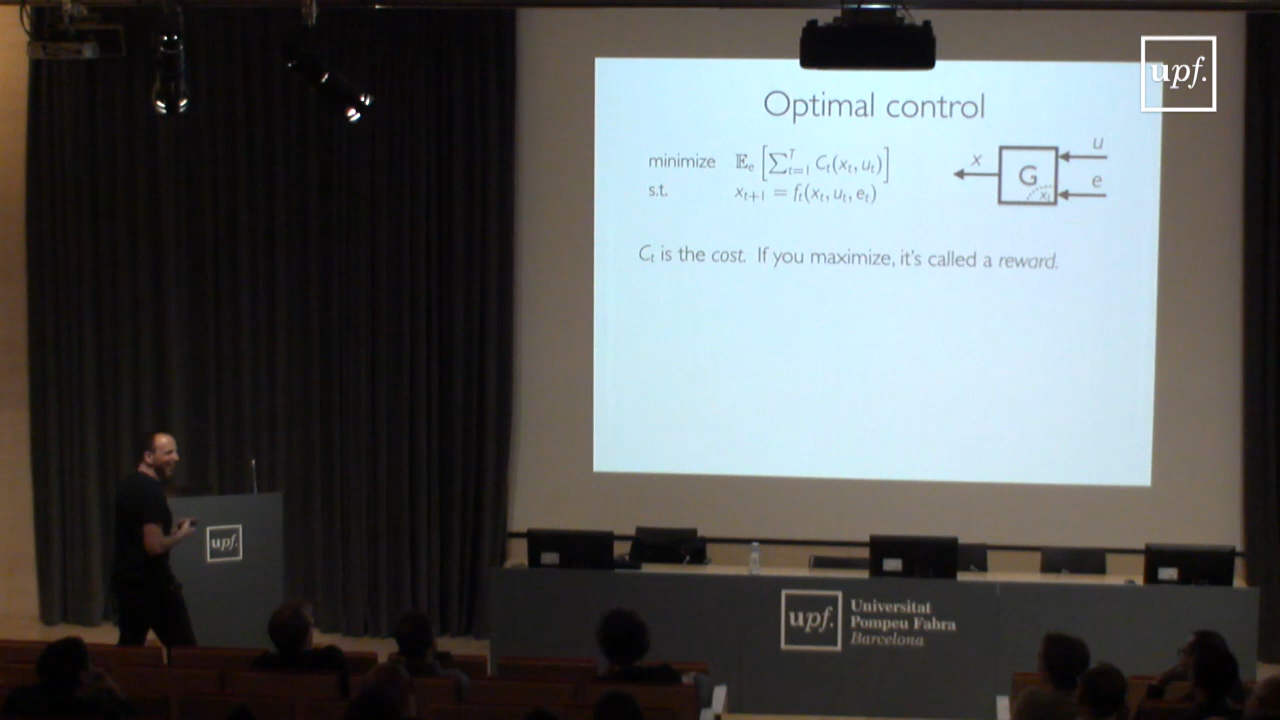 upf.
Optimal control
minimize 𝔼ₑ [∑ᵀₜ₌₁ Cₜ(xₜ, uₜ)]
s.t. xₜ₊₁ = fₜ(xₜ, uₜ, eₜ)
u
x
G
e
xₜ
Cₜ is the cost. If you maximize, it's called a reward.
upf.
upf.
Universitat
Pompeu Fabra
Barcelona